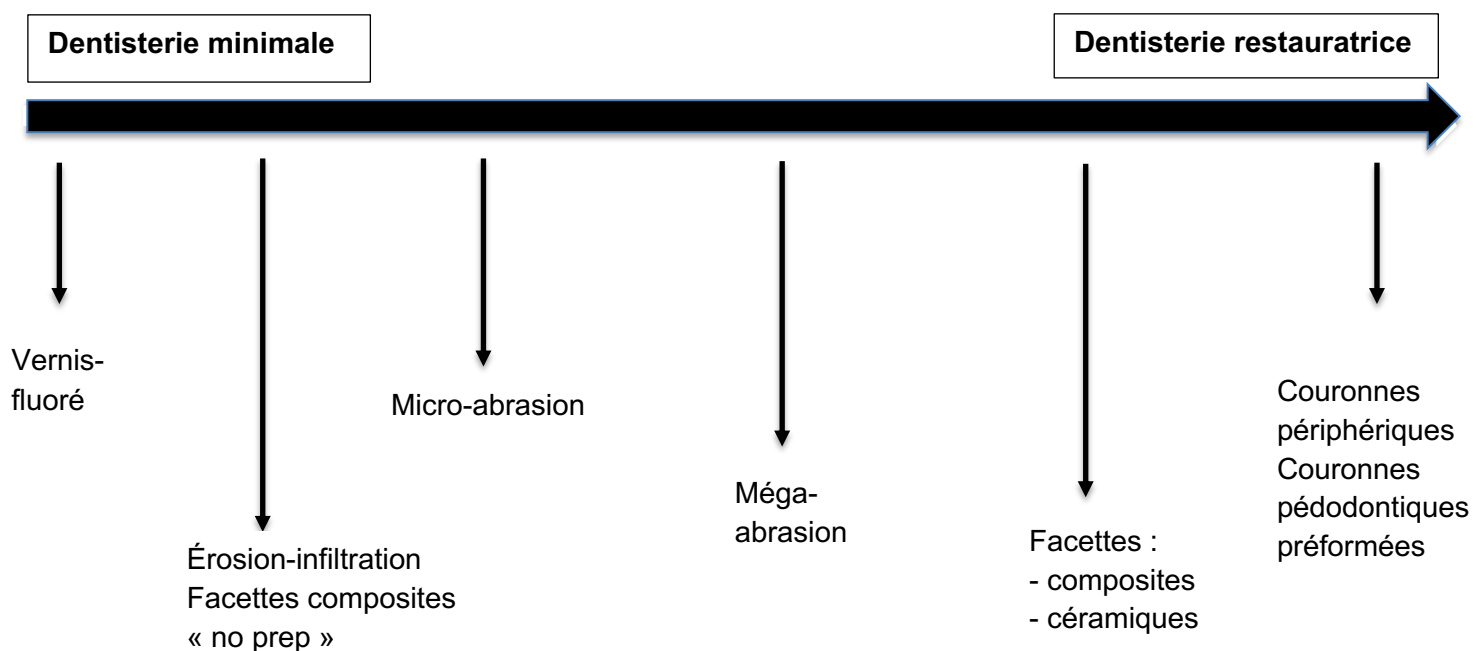 Dentisterie minimale
Dentisterie restauratrice
Vernis-
fluoré
Érosion-infiltration
Facettes composites
« no prep »
Micro-abrasion
Méga-
abrasion
Facettes :
- composites
- céramiques
Couronnes
périphériques
Couronnes
pédodontiques
préformées